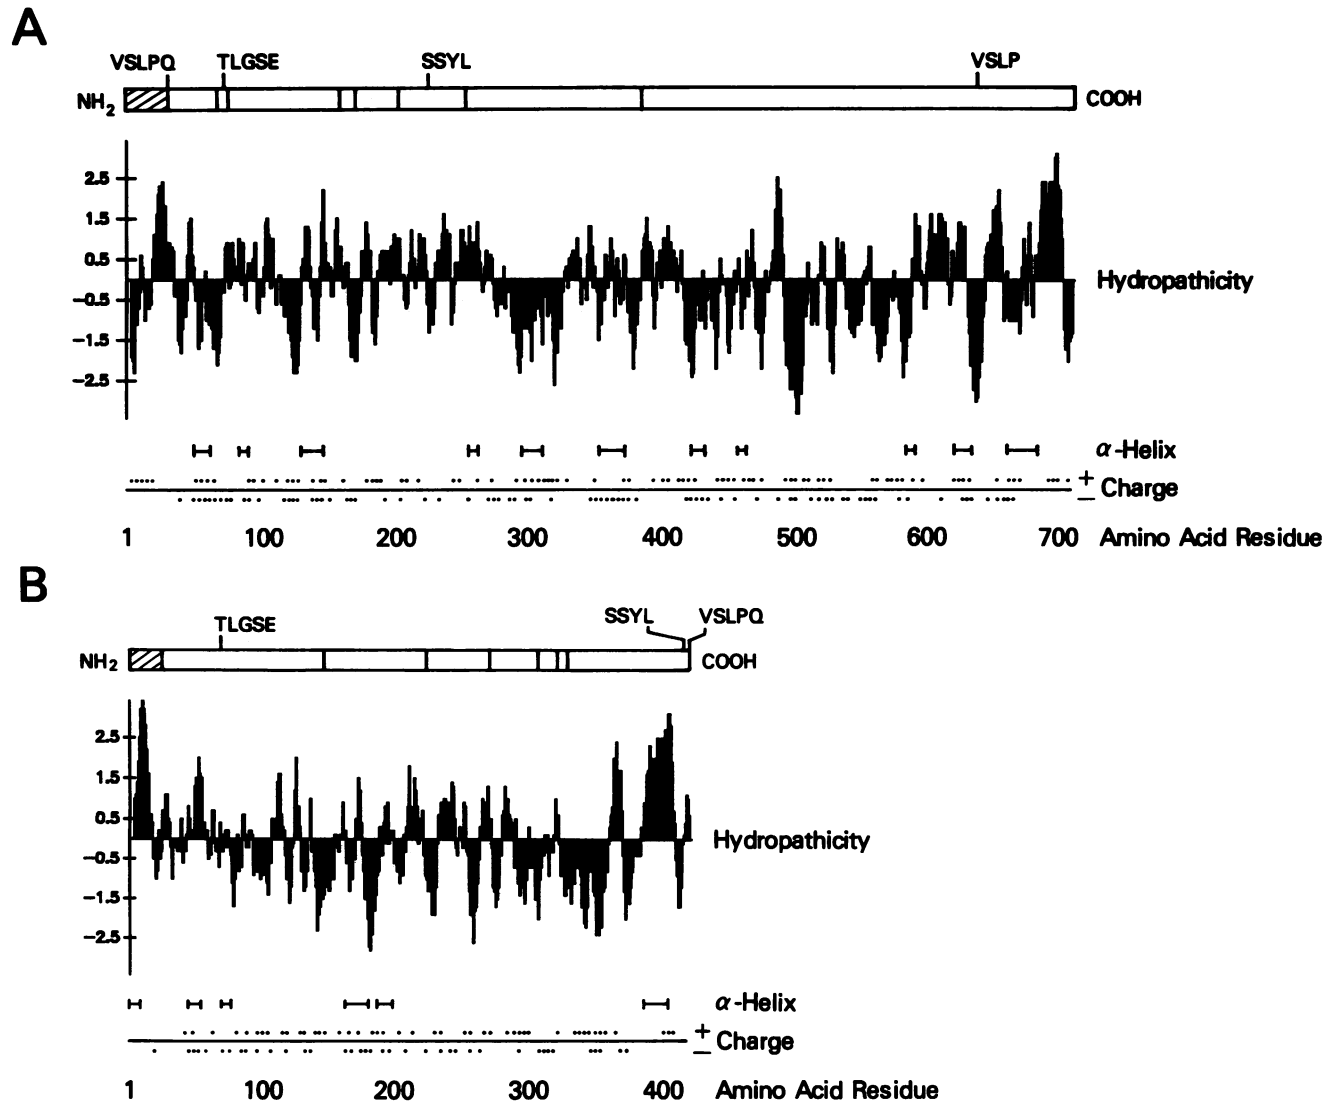 A
VSLPQ TLGSE SSYL VSLP
NH2 COOH
2.5
1.5
0.5
Hydropathicity
−0.5
−1.5
−2.5
α-Helix
+
− Charge
1 100 200 300 400 500 600 700 Amino Acid Residue
B
TLGSE SSYL VSLPQ
NH2 COOH
2.5
1.5
0.5
Hydropathicity
−0.5
−1.5
−2.5
α-Helix
+
− Charge
1 100 200 300 400 Amino Acid Residue